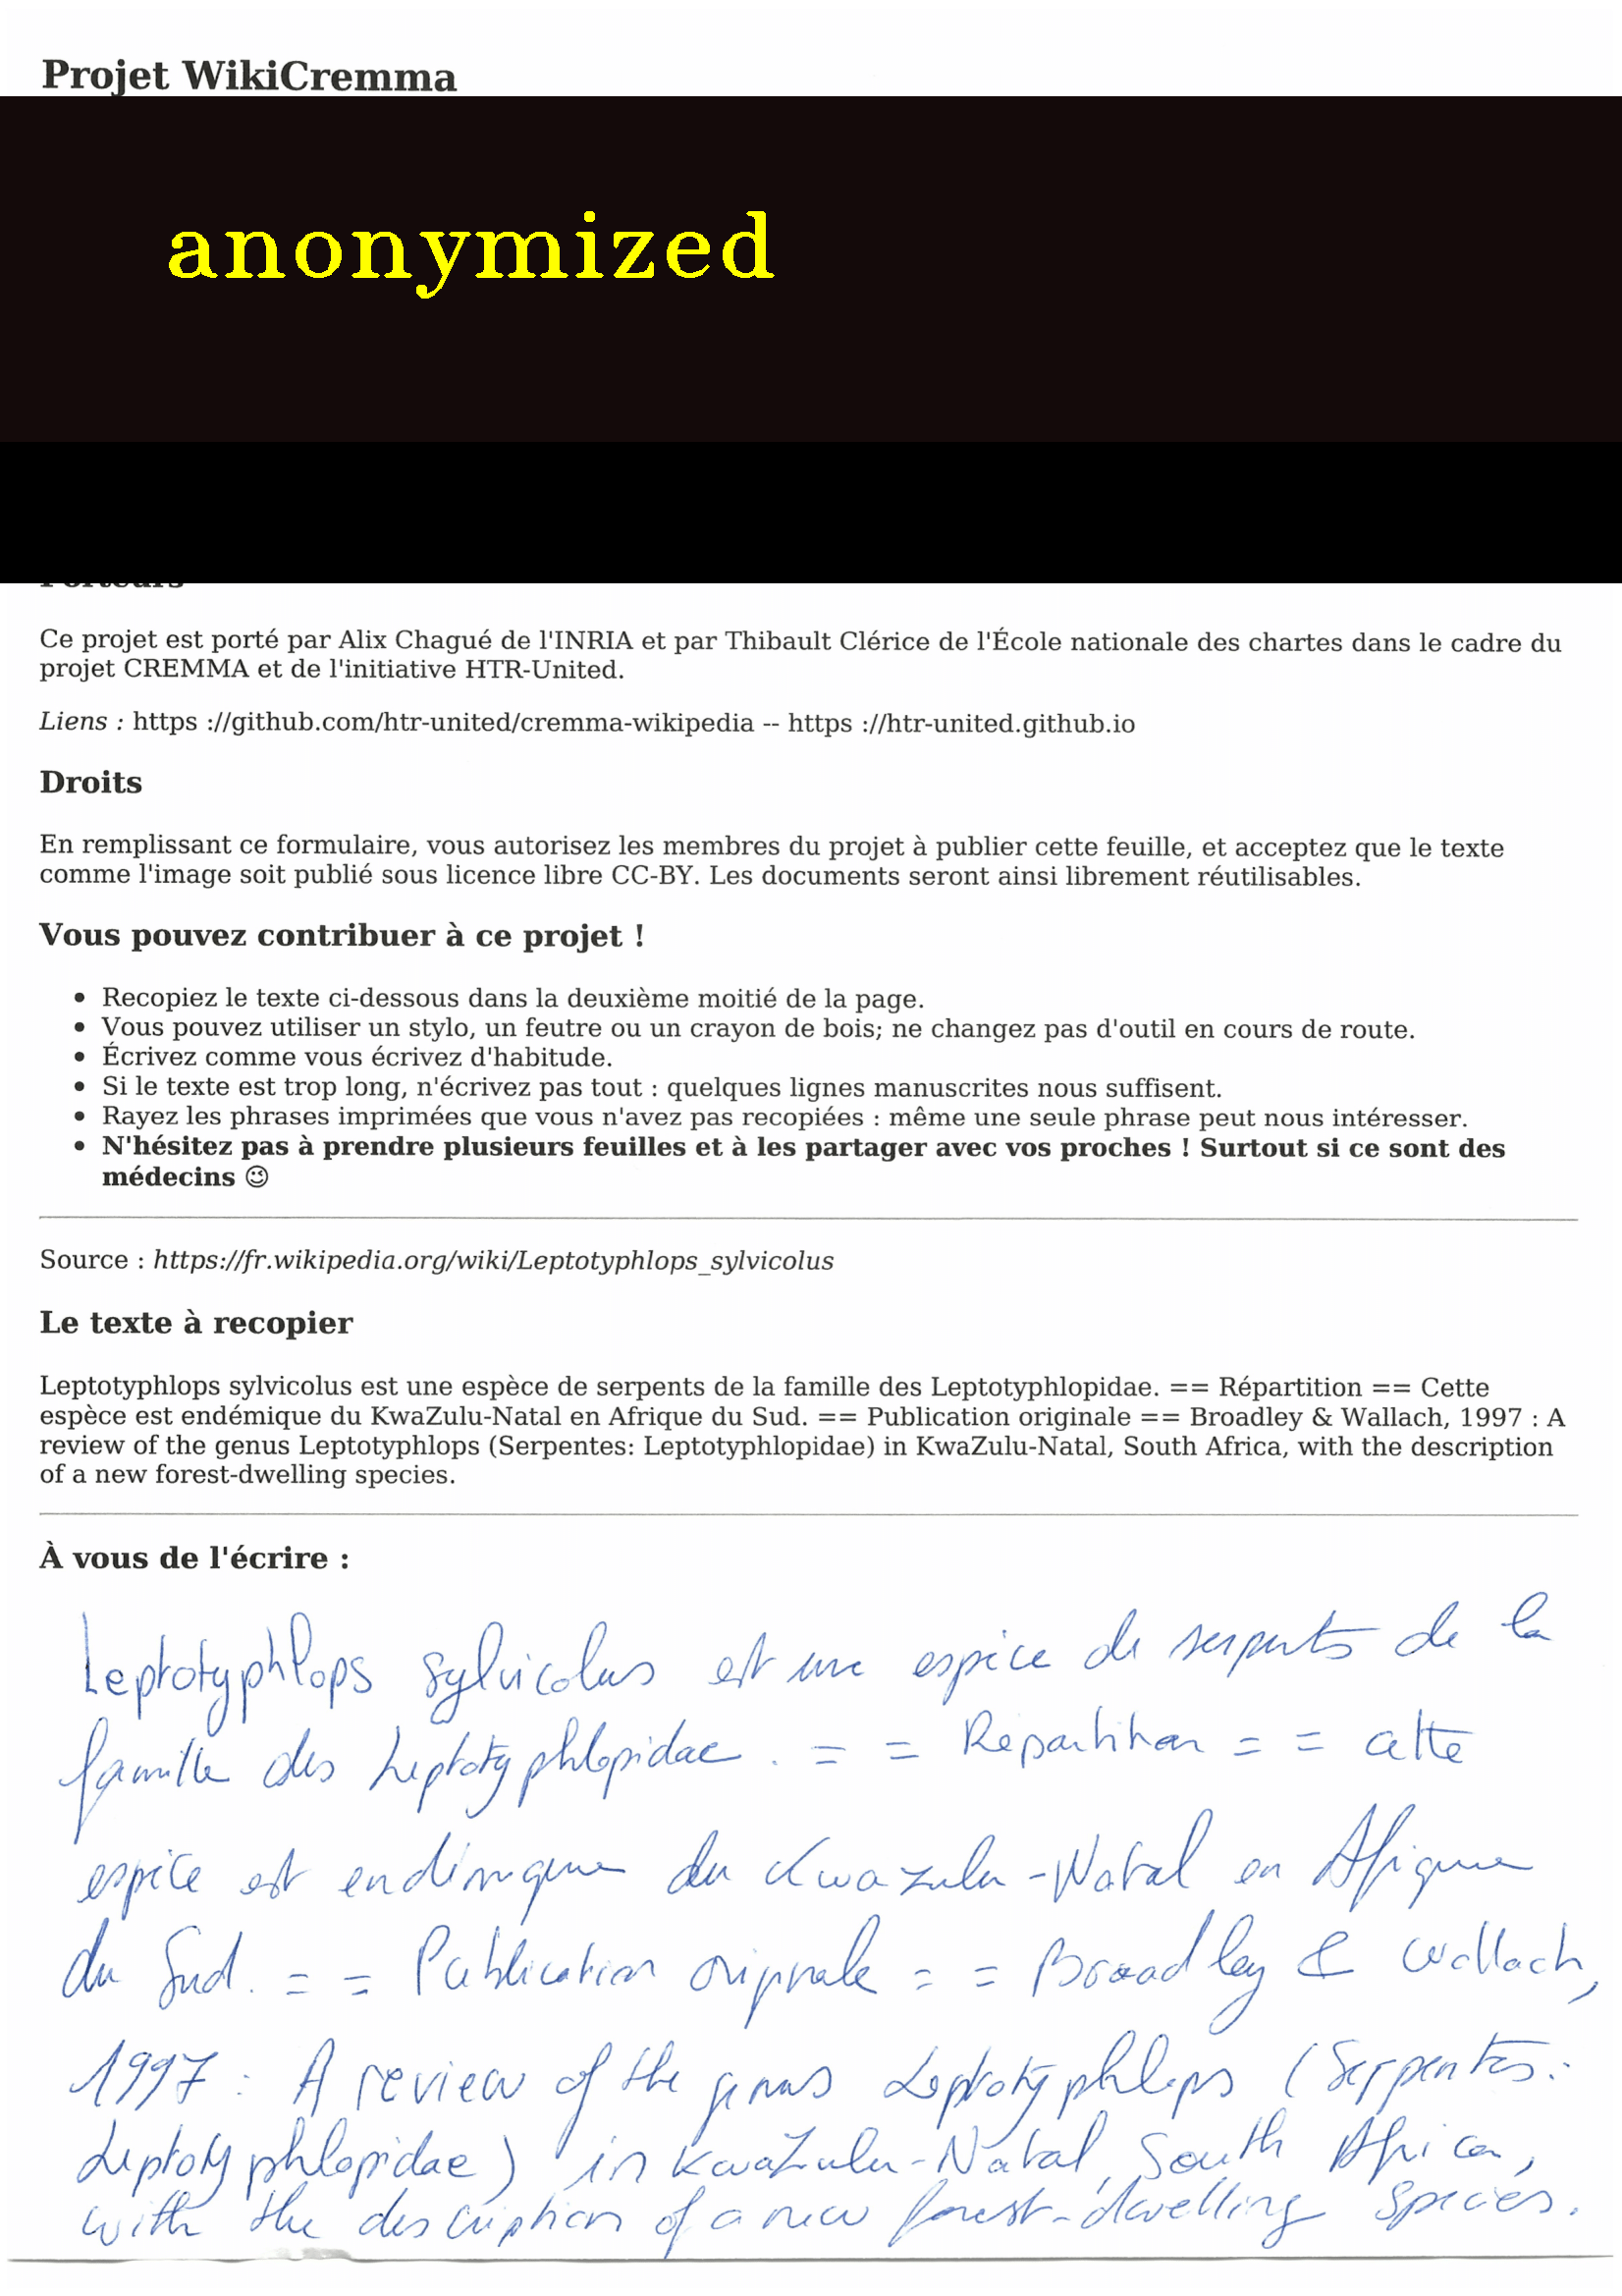 Projet WikiCremma
anonymized
Porteurs
Ce projet est porté par Alix Chagué de l'INRIA et par Thibault Clérice de l'École nationale des chartes dans le cadre du
projet CREMMA et de l'initiative HTR-United.
Liens : https ://github.com/htr-united/cremma-wikipedia -- https ://htr-united.github.io
Droits
En remplissant ce formulaire, vous autorisez les membres du projet à publier cette feuille, et acceptez que le texte
comme l'image soit publié sous licence libre CC-BY. Les documents seront ainsi librement réutilisables.
Vous pouvez contribuer à ce projet !
• Recopiez le texte ci-dessous dans la deuxième moitié de la page.
• Vous pouvez utiliser un stylo, un feutre ou un crayon de bois; ne changez pas d'outil en cours de route.
• Écrivez comme vous écrivez d'habitude.
• Si le texte est trop long, n'écrivez pas tout : quelques lignes manuscrites nous suffisent.
• Rayez les phrases imprimées que vous n'avez pas recopiées : même une seule phrase peut nous intéresser.
• N'hésitez pas à prendre plusieurs feuilles et à les partager avec vos proches ! Surtout si ce sont des
médecins 😉
Source : https://fr.wikipedia.org/wiki/Leptotyphlops_sylvicolus
Le texte à recopier
Leptotyphlops sylvicolus est une espèce de serpents de la famille des Leptotyphlopidae. == Répartition == Cette
espèce est endémique du KwaZulu-Natal en Afrique du Sud. == Publication originale == Broadley & Wallach, 1997 : A
review of the genus Leptotyphlops (Serpentes: Leptotyphlopidae) in KwaZulu-Natal, South Africa, with the description
of a new forest-dwelling species.
À vous de l'écrire :
Leptotyphlops sylvicolus est une espèce de serpents de la
famille des Leptotyphlopidae. = = Répartition = = cette
espèce est endémique du Kwazulu-Natal en Afrique
du Sud. = = Publication originale = = Broadley & Wallach,
1997 : A review of the genus Leptotyphlops (Serpentes:
Leptotyphlopidae) in KwaZulu-Natal, South Africa,
with the description of a new forest-dwelling species.